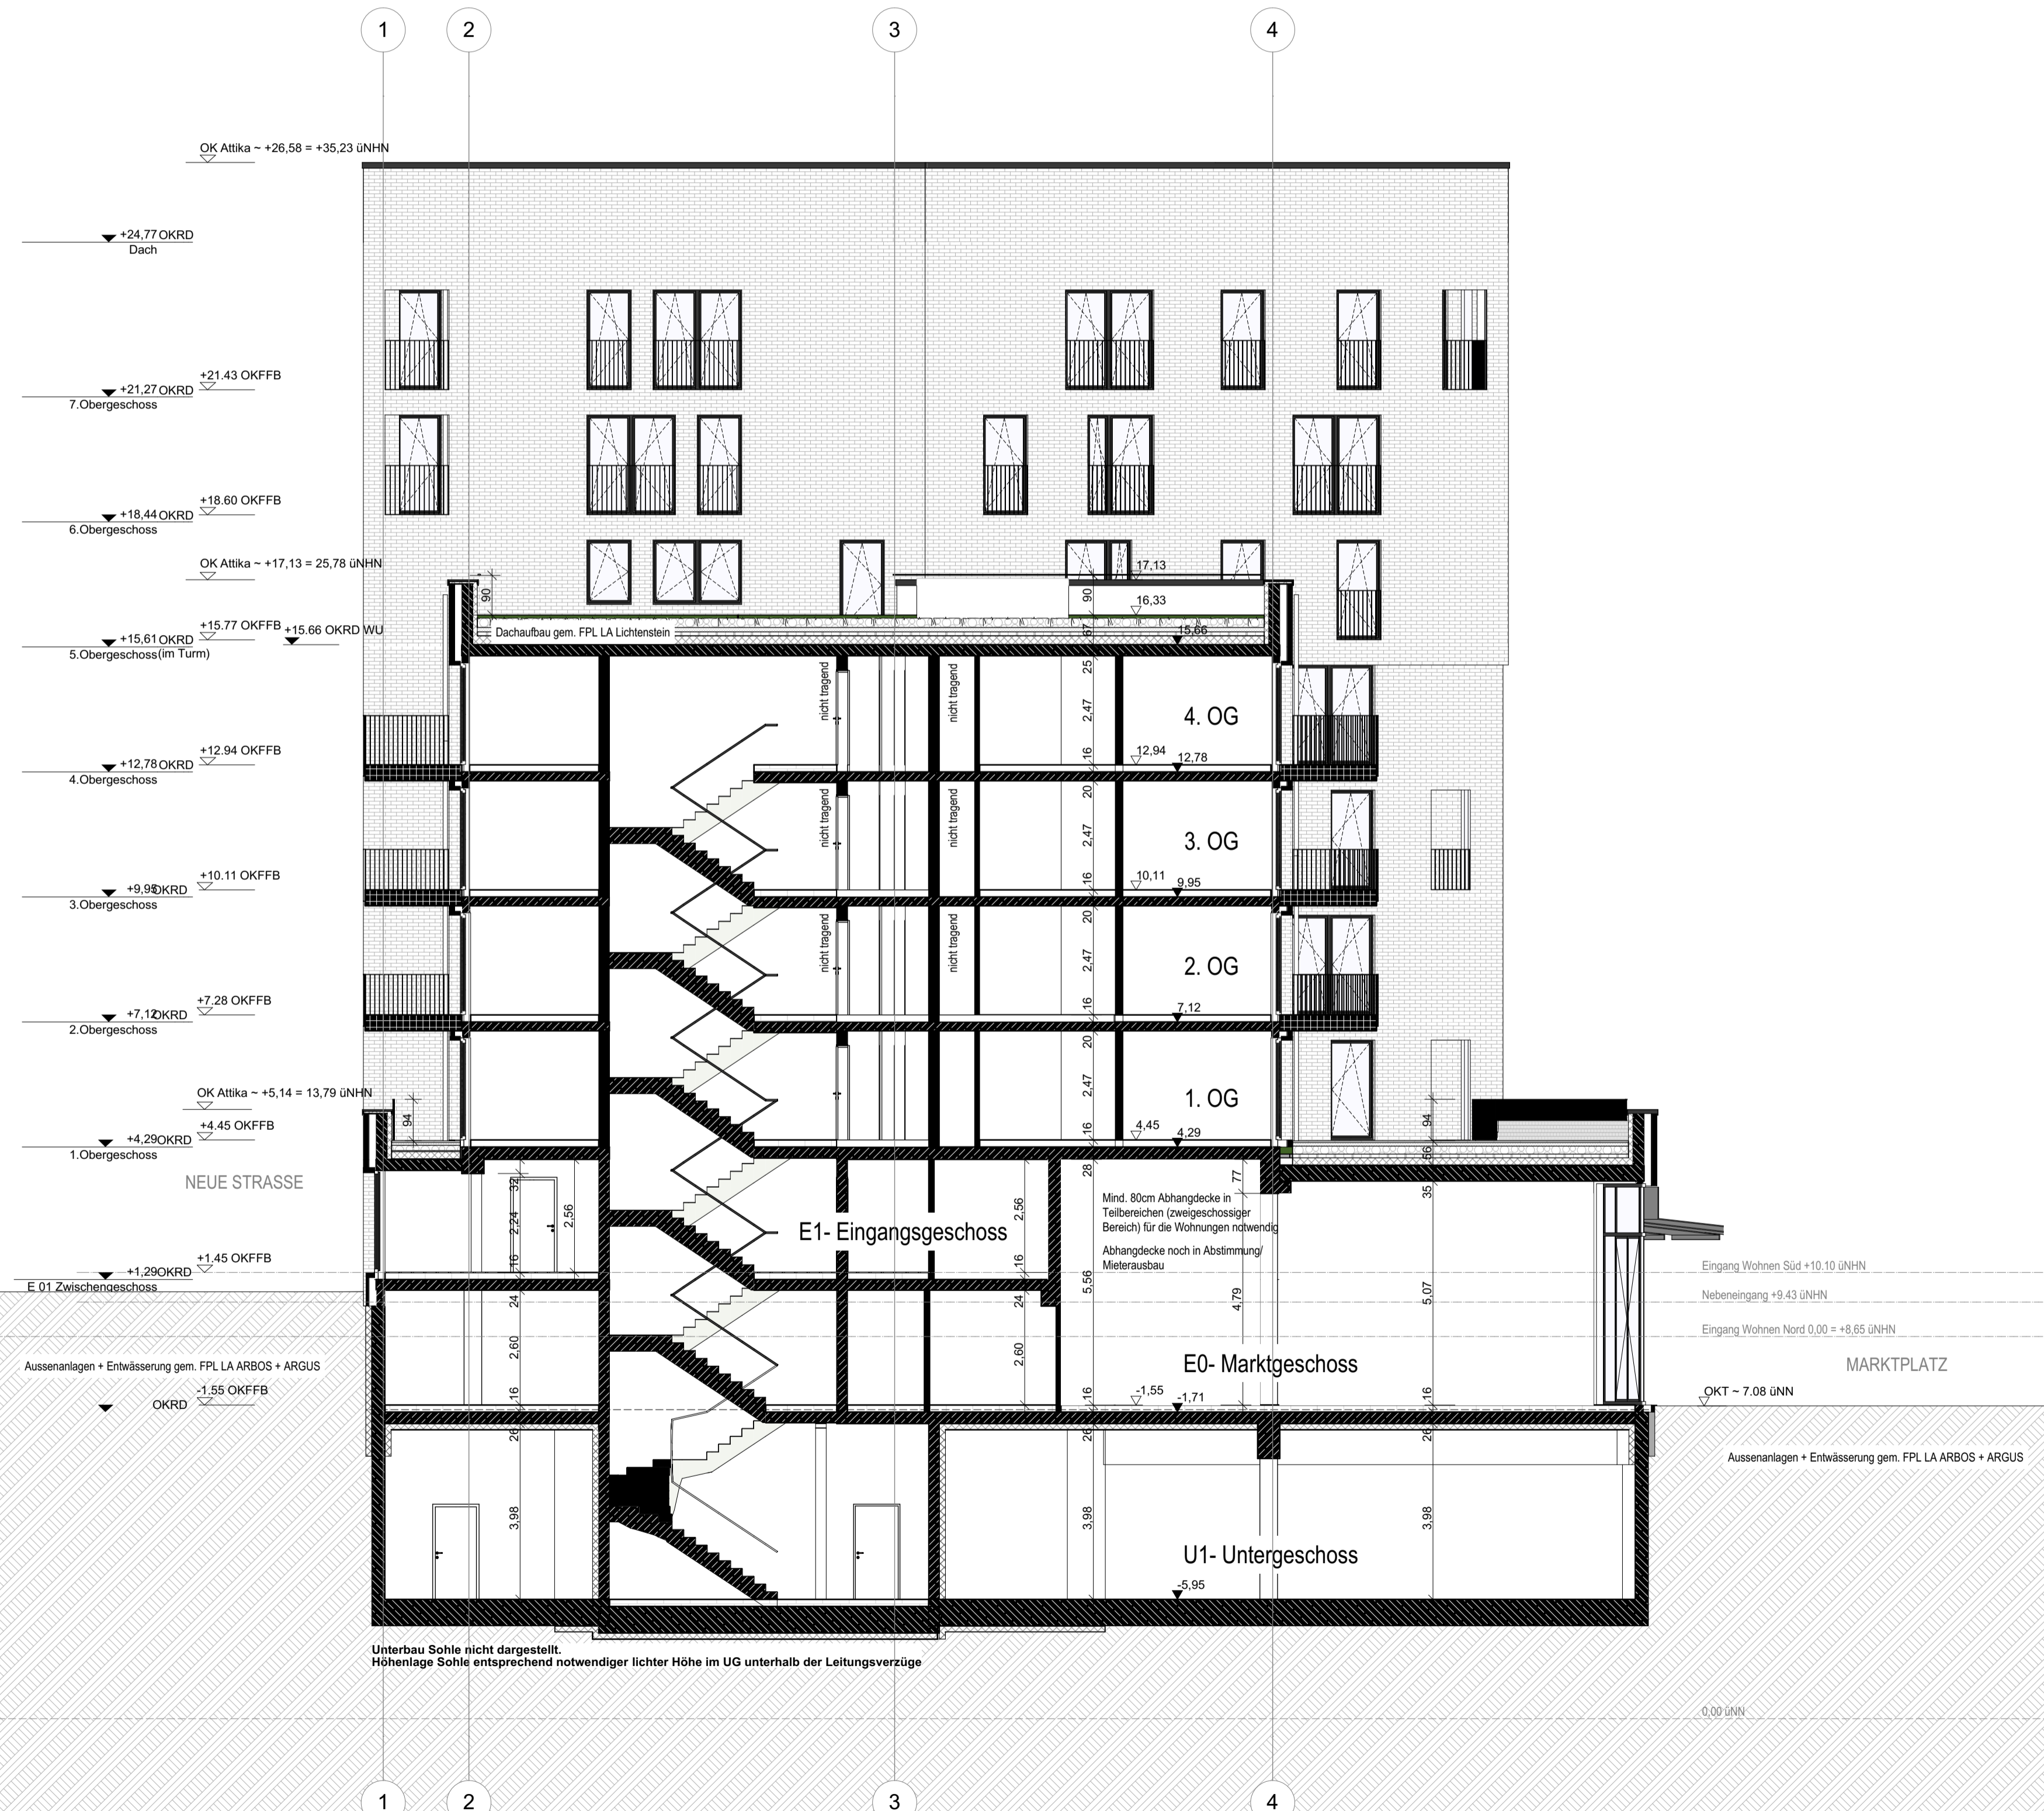 1 2 3 4
OK Attika ~ +26,58 = +35,23 üNHN
+24,77 OKRD
Dach
+21.43 OKFFB
+21,27 OKRD
7.Obergeschoss
+18.60 OKFFB
+18,44 OKRD
6.Obergeschoss
OK Attika ~ +17,13 = 25,78 üNHN
17,13
90
90
16,33
+15.77 OKFFB
+15.66 OKRD WU
+15,61 OKRD
5.Obergeschoss (im Turm)
Dachaufbau gem. FPL LA Lichtenstein
67
15,66
25
nicht tragend
nicht tragend
2,47
4. OG
+12.94 OKFFB
+12,78 OKRD
4.Obergeschoss
16
12,94
12,78
20
nicht tragend
nicht tragend
2,47
3. OG
+10.11 OKFFB
+9,95 OKRD
3.Obergeschoss
16
10,11
9,95
20
nicht tragend
nicht tragend
2,47
2. OG
+7.28 OKFFB
+7,12 OKRD
2.Obergeschoss
16
7,12
20
2,47
1. OG
OK Attika ~ +5,14 = 13,79 üNHN
94
94
+4.45 OKFFB
+4,29 OKRD
1.Obergeschoss
16
4,45
4,29
56
NEUE STRASSE
32
2,24
2,56
16
E1- Eingangsgeschoss
2,56
16
28
77
35
Mind. 80cm Abhangdecke in
Teilbereichen (zweigeschossiger
Bereich) für die Wohnungen notwendig
Abhangdecke noch in Abstimmung/
Mieterausbau
+1.45 OKFFB
+1,29 OKRD
E 01 Zwischengeschoss
Eingang Wohnen Süd +10.10 üNHN
Nebeneingang +9.43 üNHN
Eingang Wohnen Nord 0,00 = +8,65 üNHN
24
24
5,56
4,79
5,07
2,60
2,60
E0- Marktgeschoss
MARKTPLATZ
Aussenanlagen + Entwässerung gem. FPL LA ARBOS + ARGUS
-1.55 OKFFB
OKRD
16
16
16
-1,55
-1,71
16
OKT ~ 7.08 üNN
26
26
26
Aussenanlagen + Entwässerung gem. FPL LA ARBOS + ARGUS
3,98
3,98
3,98
U1- Untergeschoss
-5,95
Unterbau Sohle nicht dargestellt.
Höhenlage Sohle entsprechend notwendiger lichter Höhe im UG unterhalb der Leitungsverzüge
0,00 üNN
1 2 3 4